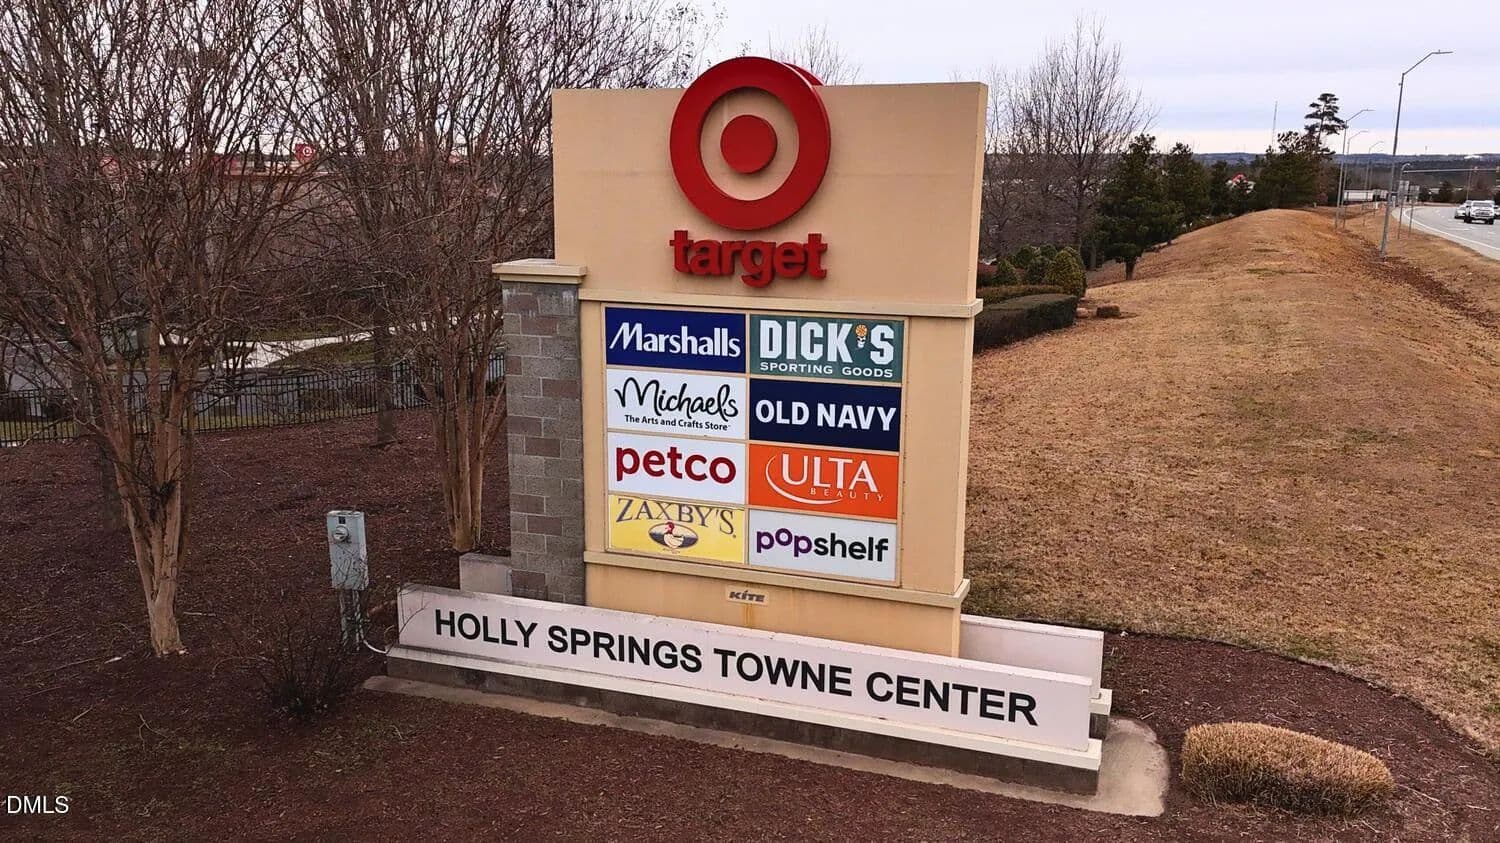 target
Marshalls
DICK'S
SPORTING GOODS
Michaels
The Arts and Crafts Store
OLD NAVY
petco
ULTA
BEAUTY
ZAXBY'S
popshelf
KITE
HOLLY SPRINGS TOWNE CENTER
DMLS